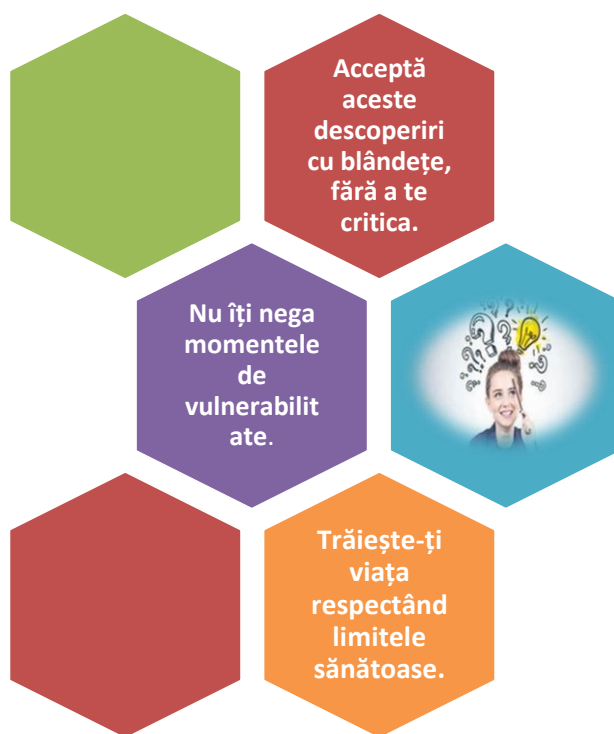 Acceptă
aceste
descoperiri
cu blândețe,
fără a te
critica.
Nu îți nega
momentele
de
vulnerabilit
ate.
Trăiește-ți
viața
respectând
limitele
sănătoase.